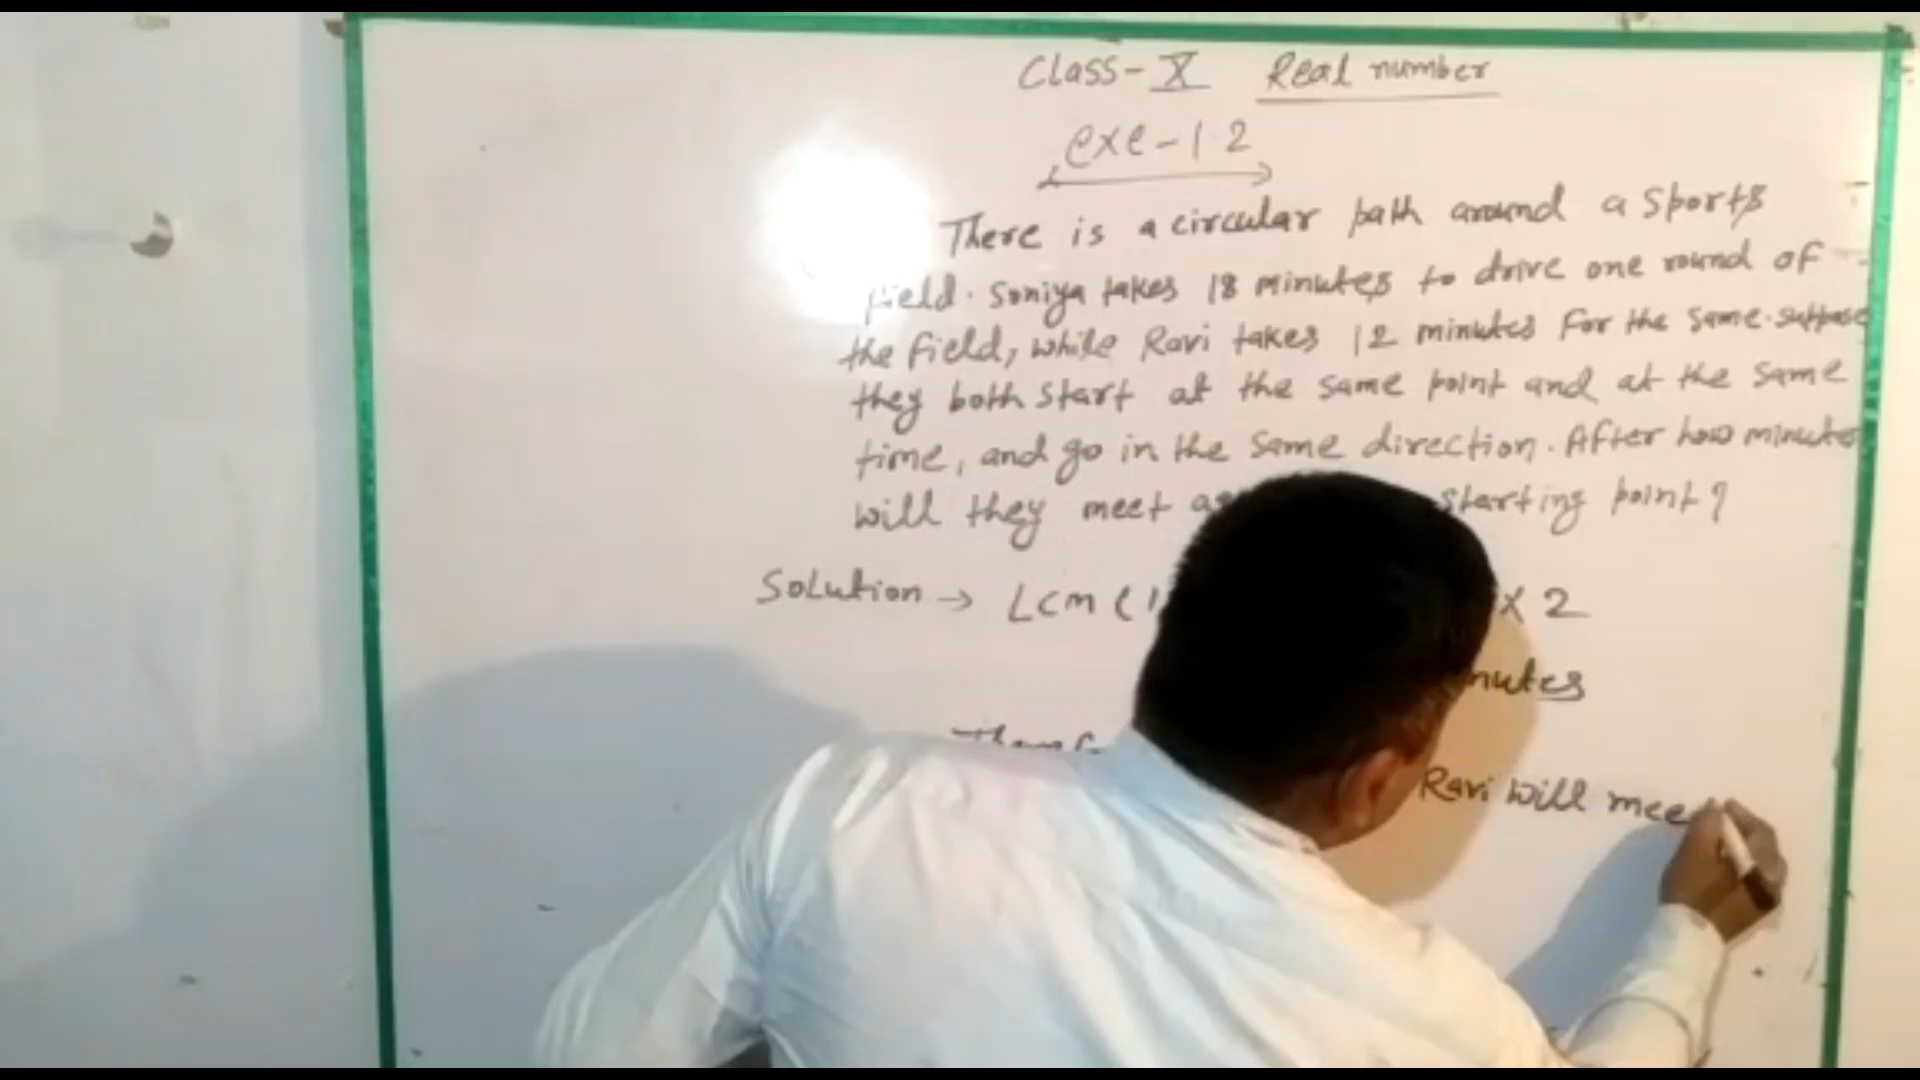 Class - X Real number
exe - 1.2
There is a circular path around a sports
field. Soniya takes 18 minutes to drive one round of
the field, while Ravi takes 12 minutes for the same. suppose
they both start at the same point and at the same
time, and go in the same direction. After how minutes
will they meet starting point?
Solution → LCM ( x 2
Ravi will mee